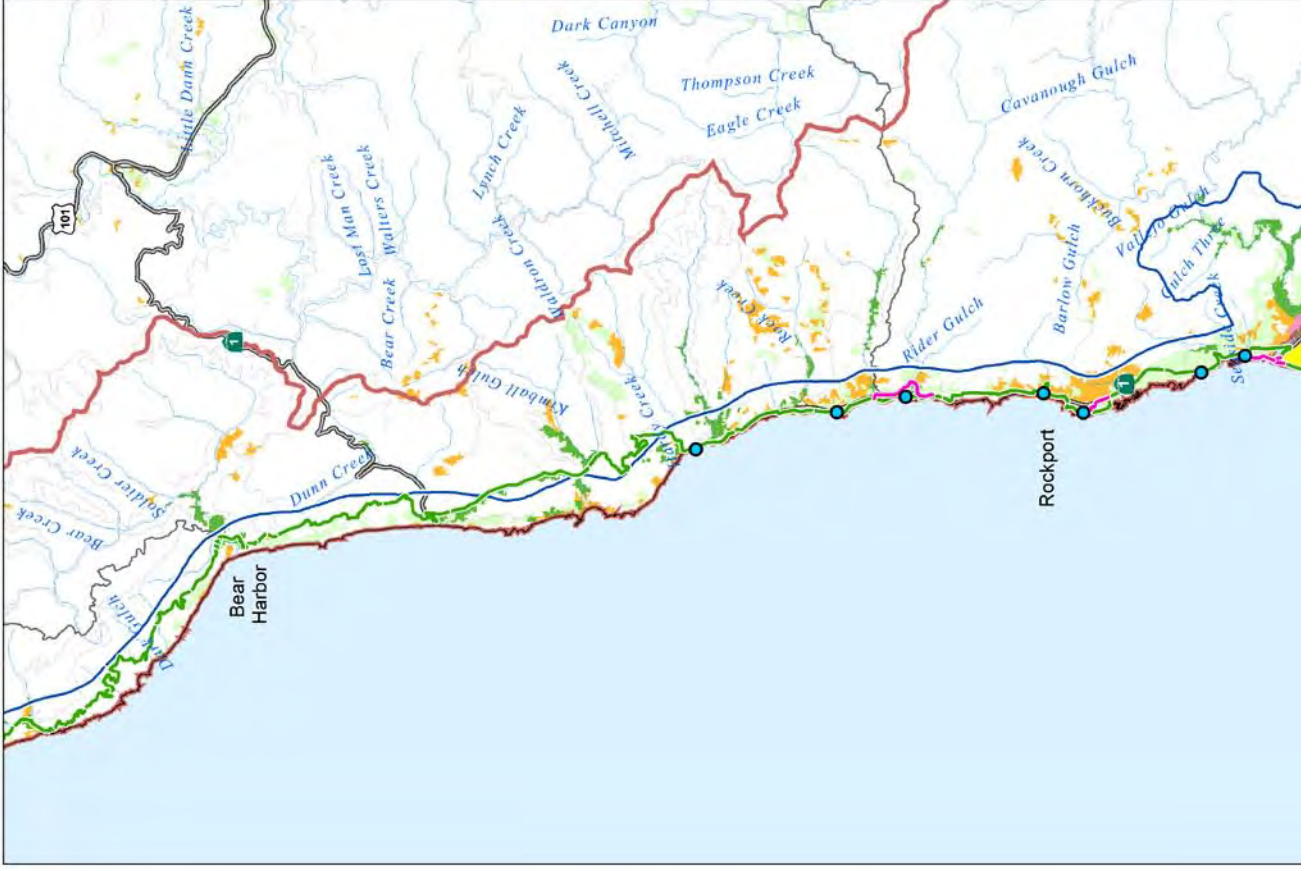 Little Dann Creek
Dark Canyon
101
Thompson Creek
Mitchell Creek
Eagle Creek
Cavanough Gulch
Lynch Creek
Lost Man Creek
Walters Creek
Buckhorn Creek
Waldron Creek
Vallejo Gulch
Gulch Three
Bear Creek
Barlow Gulch
Rock Creek
1
Rider Gulch
Kimball Gulch
Creek
1
Soldier Creek
Dunn Creek
Bear Creek
Rockport
Bear
Harbor
Dark Gulch